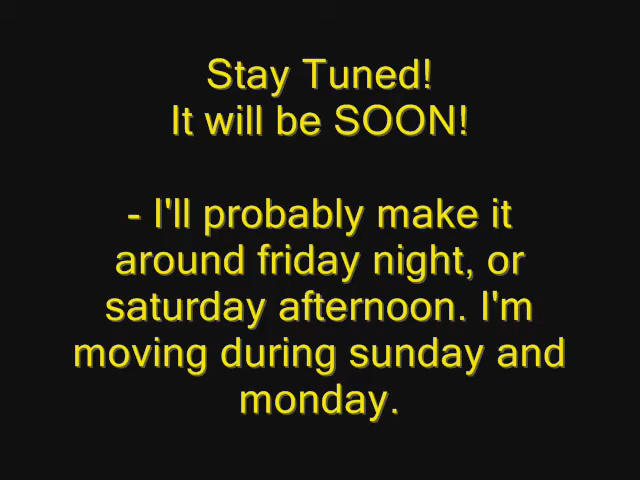 Stay Tuned!
It will be SOON!
- I'll probably make it
around friday night, or
saturday afternoon. I'm
moving during sunday and
monday.